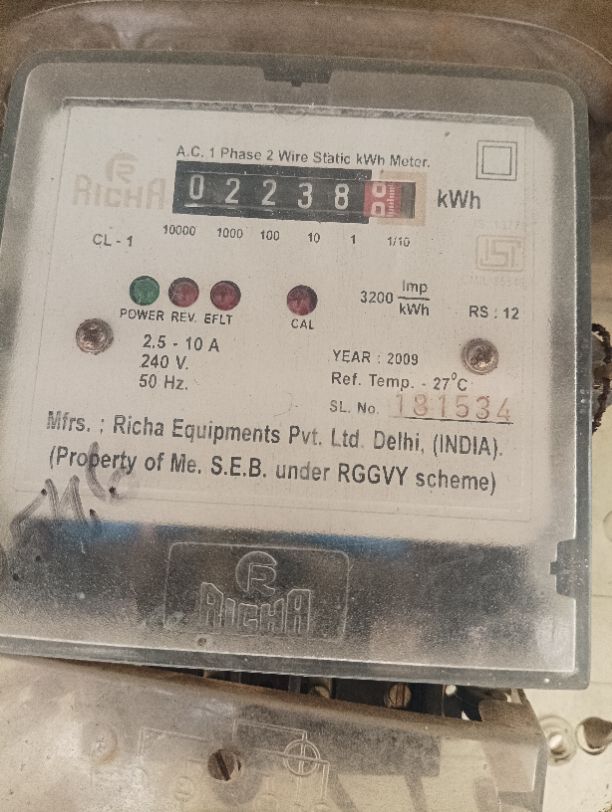 A.C. 1 Phase 2 Wire Static kWh Meter.
RICHA
0 2 2 3 8 kWh
10000 1000 100 10 1 1/10
CL - 1
POWER REV. EFLT
CAL
3200 Imp/kWh
RS : 12
2.5 - 10 A
240 V.
50 Hz.
YEAR : 2009
Ref. Temp. - 27°C
SL. No. 181534
Mfrs. : Richa Equipments Pvt. Ltd. Delhi, (INDIA).
(Property of Me. S.E.B. under RGGVY scheme)
RICHA